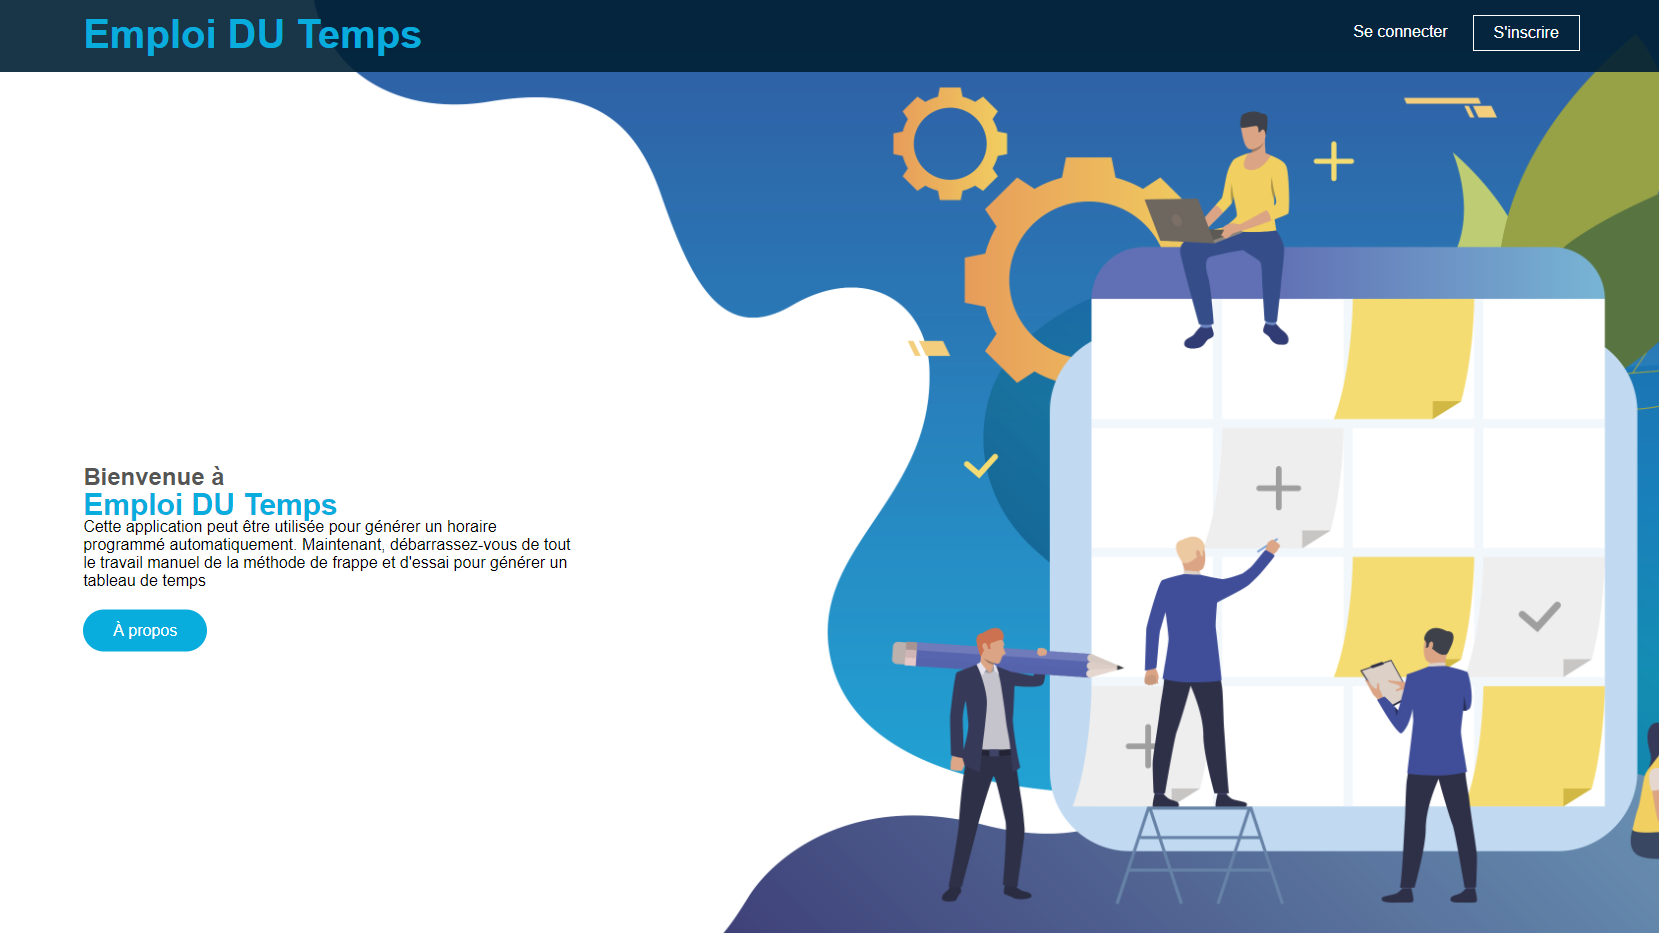 Emploi DU Temps
Se connecter
S'inscrire
Bienvenue à
Emploi DU Temps
Cette application peut être utilisée pour générer un horaire
programmé automatiquement. Maintenant, débarrassez-vous de tout
le travail manuel de la méthode de frappe et d'essai pour générer un
tableau de temps
À propos